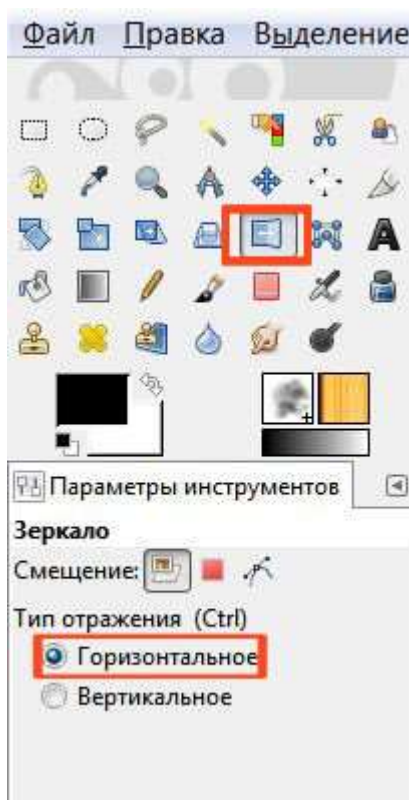 Файл Правка Выделение
Параметры инструментов
Зеркало
Смещение:
Тип отражения (Ctrl)
Горизонтальное
Вертикальное